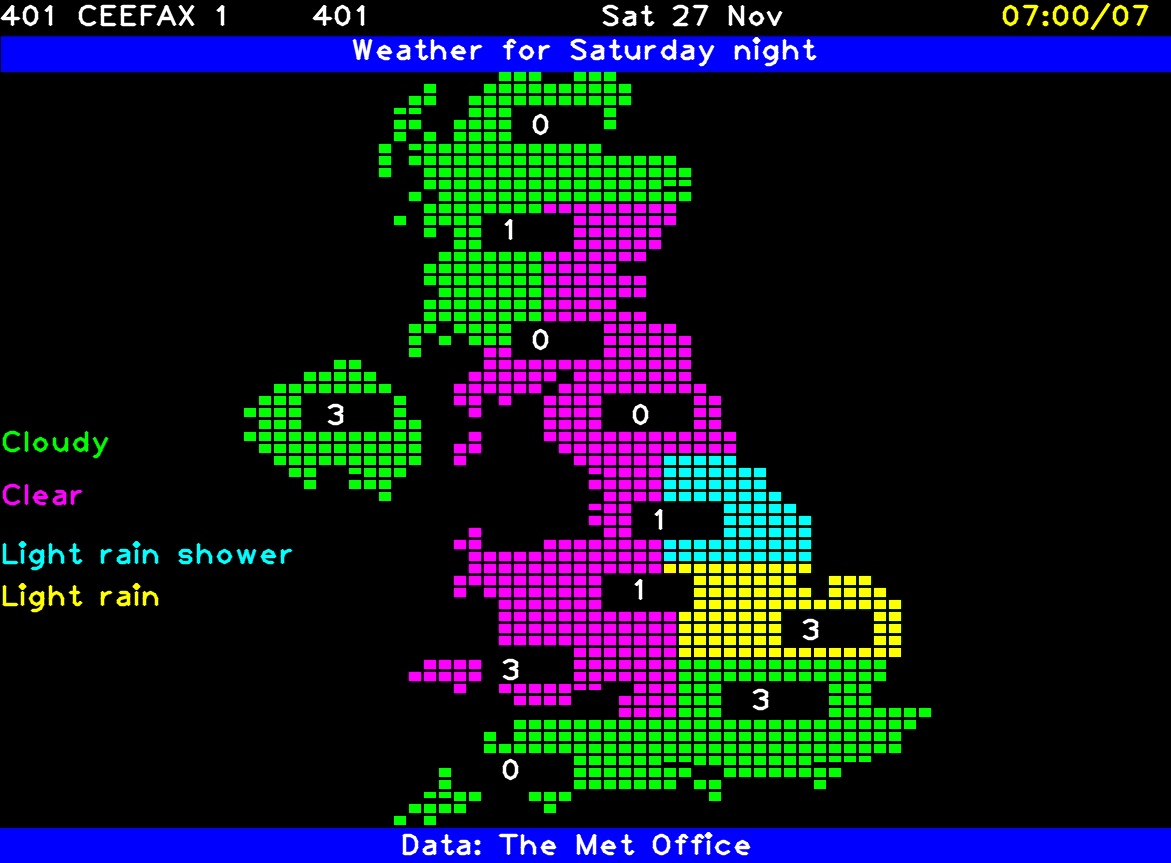 401 CEEFAX 1 401 Sat 27 Nov 07:00/07
Weather for Saturday night
0
1
0
3
0
Cloudy
Clear
1
Light rain shower
1
Light rain
3
3
3
0
Data: The Met Office